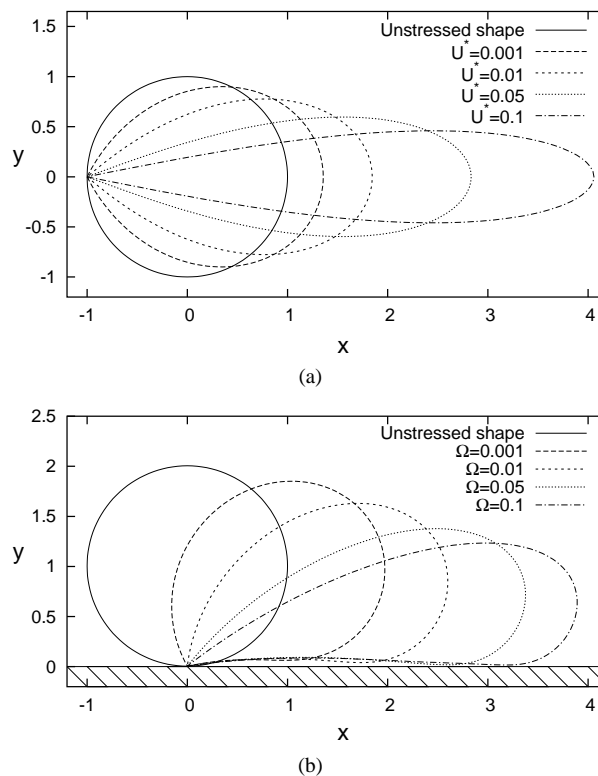 1.5
1
0.5
0
-0.5
-1
y
Unstressed shape
U*=0.001
U*=0.01
U*=0.05
U*=0.1
-1 0 1 2 3 4
x
(a)
2.5
2
1.5
1
0.5
0
y
Unstressed shape
Ω=0.001
Ω=0.01
Ω=0.05
Ω=0.1
-1 0 1 2 3 4
x
(b)